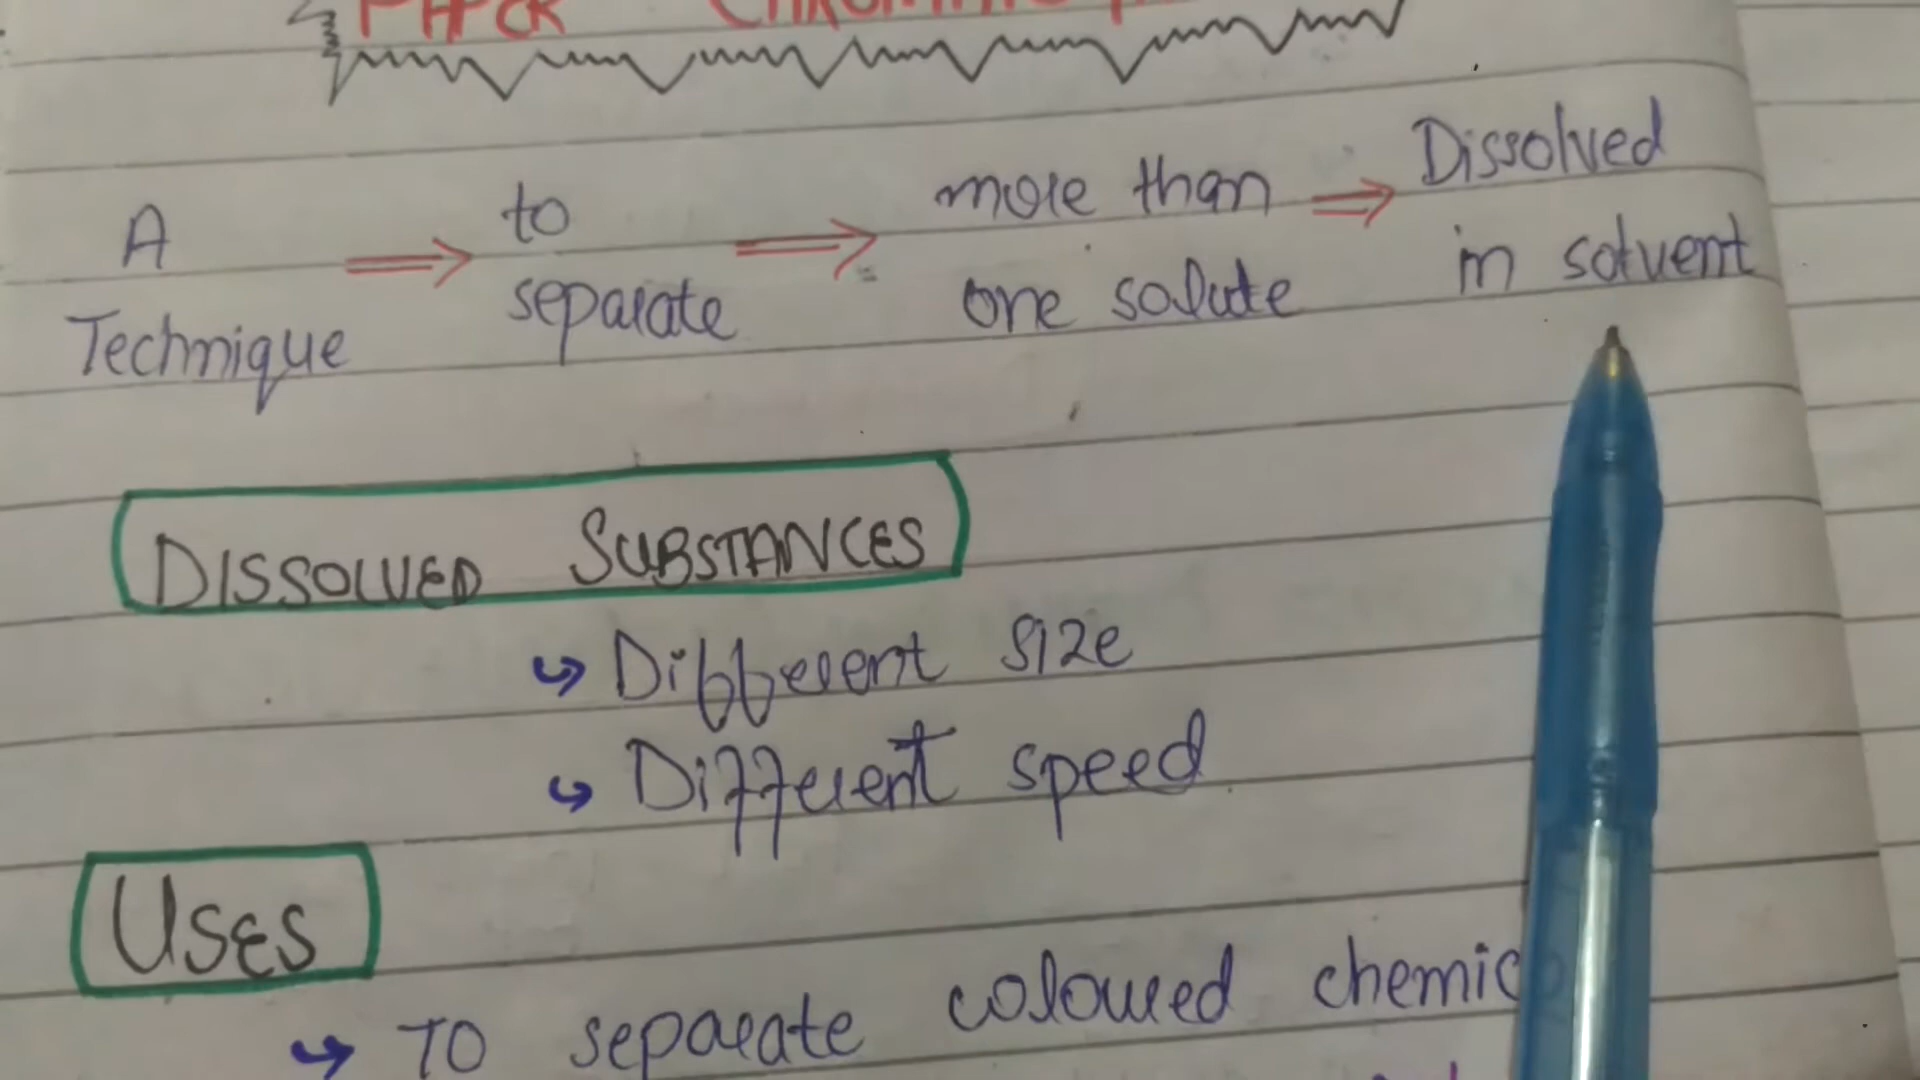 PAPER
A to more than Dissolved
Technique ⇒ separate ⇒ one solute ⇒ in solvent
DISSOLVED SUBSTANCES
↪ Different size
↪ Different speed
USES
↪ TO separate coloured